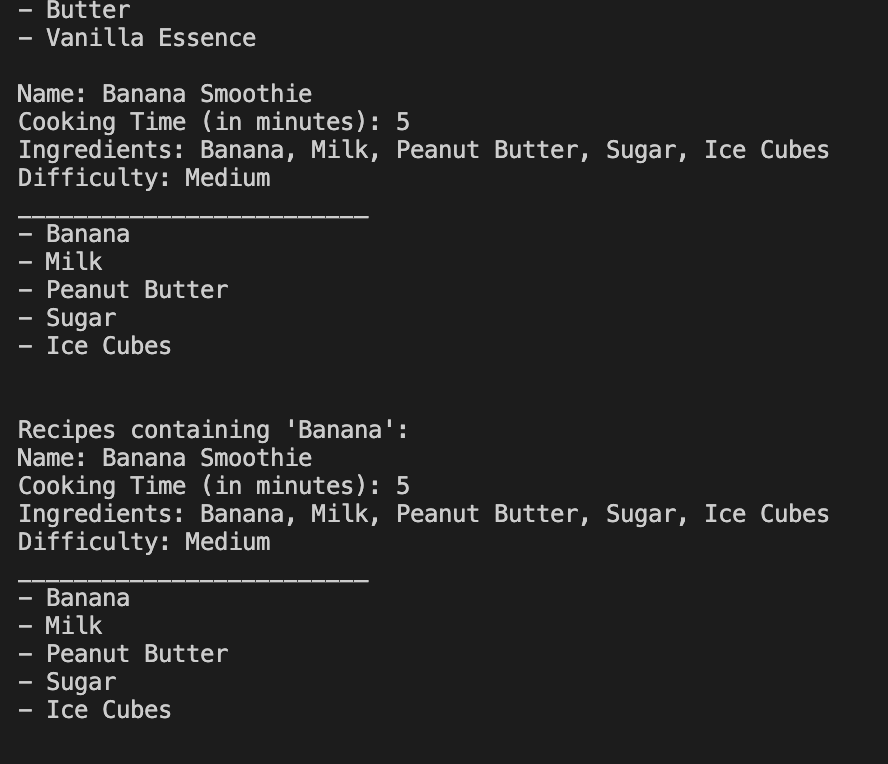 - Butter
- Vanilla Essence
Name: Banana Smoothie
Cooking Time (in minutes): 5
Ingredients: Banana, Milk, Peanut Butter, Sugar, Ice Cubes
Difficulty: Medium
_________________________
- Banana
- Milk
- Peanut Butter
- Sugar
- Ice Cubes
Recipes containing 'Banana':
Name: Banana Smoothie
Cooking Time (in minutes): 5
Ingredients: Banana, Milk, Peanut Butter, Sugar, Ice Cubes
Difficulty: Medium
_________________________
- Banana
- Milk
- Peanut Butter
- Sugar
- Ice Cubes